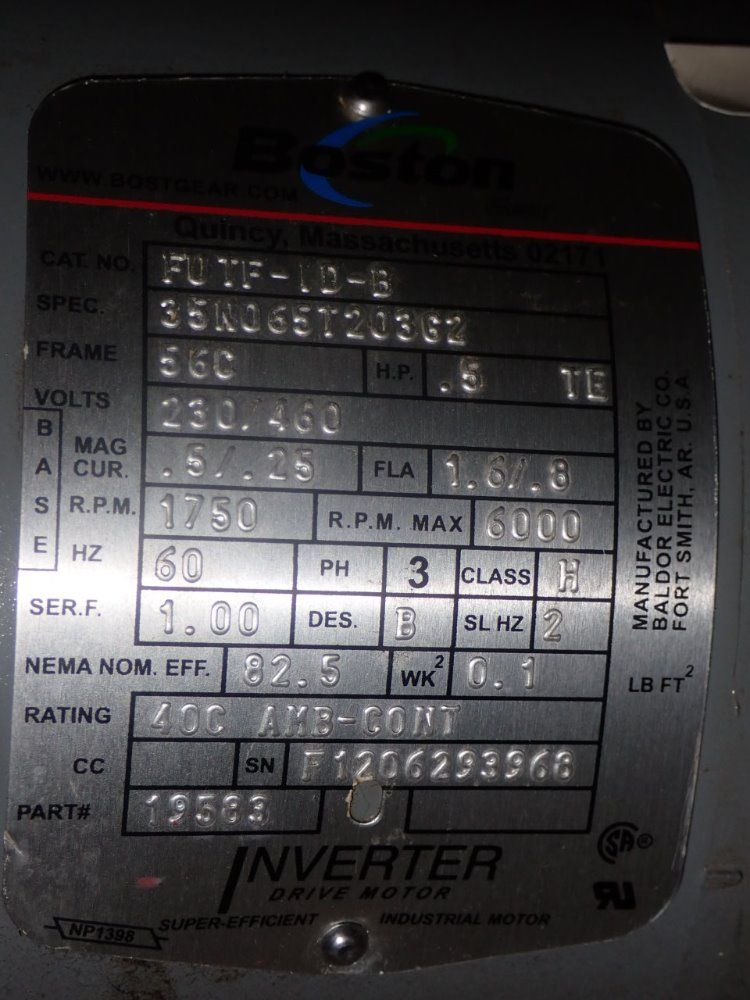 Boston
Gear
WWW.BOSTGEAR.COM
Quincy, Massachusetts 02171
CAT. NO. FUTF-1D-B
SPEC. 35N065T203G2
FRAME 56C H.P. .5 TE
VOLTS 230/460
BASE
MAG CUR. .5/.25 FLA 1.6/.8
R.P.M. 1750 R.P.M. MAX 6000
HZ 60 PH 3 CLASS H
SER.F. 1.00 DES. B SL HZ 2
NEMA NOM. EFF. 82.5 WK² 0.1 LB FT²
RATING 40C AMB-CONT
CC SN F1206293968
PART# 19583
MANUFACTURED BY
BALDOR ELECTRIC CO.
FORT SMITH, AR. U.S.A.
INVERTER
DRIVE MOTOR
SUPER-EFFICIENT INDUSTRIAL MOTOR
NP1398
SA ®
RU